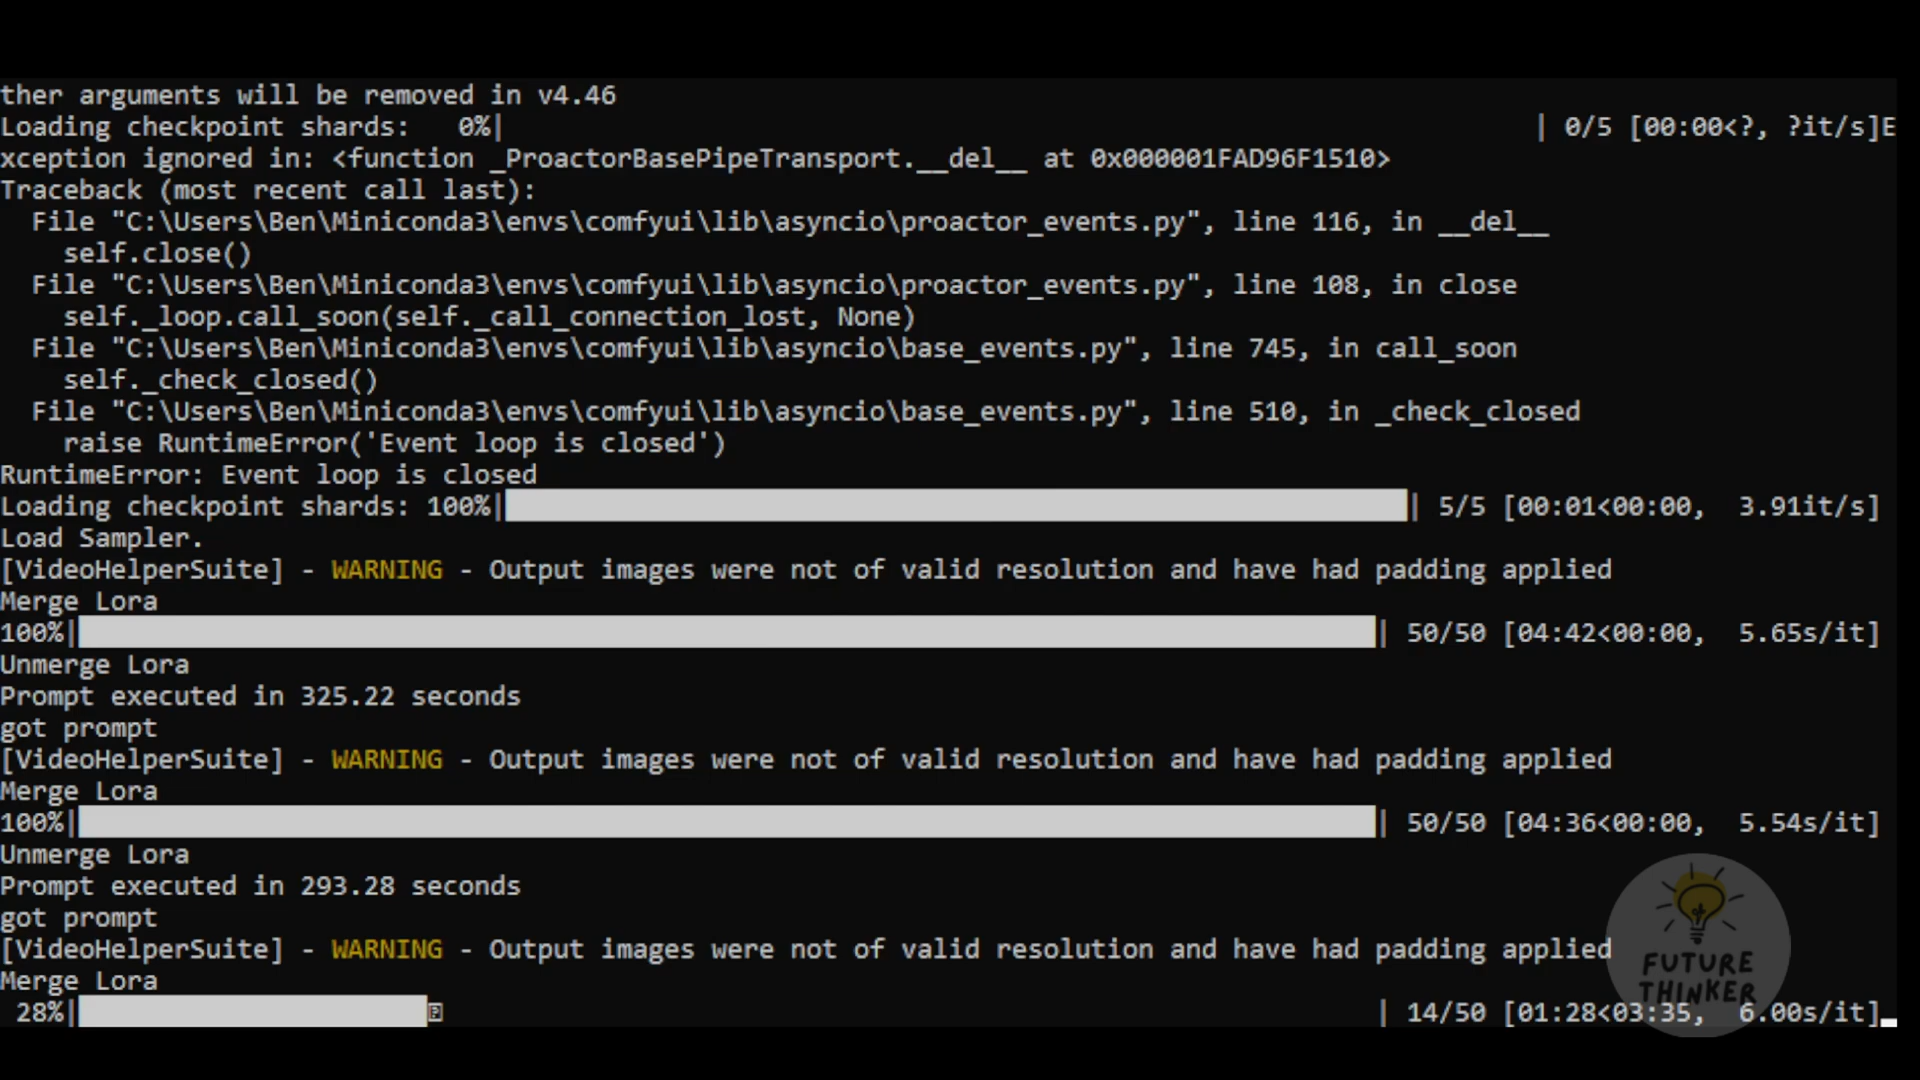 ther arguments will be removed in v4.46
Loading checkpoint shards:   0%|          | 0/5 [00:00<?, ?it/s]E
xception ignored in: <function _ProactorBasePipeTransport.__del__ at 0x000001FAD96F1510>
Traceback (most recent call last):
  File "C:\Users\Ben\Miniconda3\envs\comfyui\lib\asyncio\proactor_events.py", line 116, in __del__
    self.close()
  File "C:\Users\Ben\Miniconda3\envs\comfyui\lib\asyncio\proactor_events.py", line 108, in close
    self._loop.call_soon(self._call_connection_lost, None)
  File "C:\Users\Ben\Miniconda3\envs\comfyui\lib\asyncio\base_events.py", line 745, in call_soon
    self._check_closed()
  File "C:\Users\Ben\Miniconda3\envs\comfyui\lib\asyncio\base_events.py", line 510, in _check_closed
    raise RuntimeError('Event loop is closed')
RuntimeError: Event loop is closed
Loading checkpoint shards: 100%|          | 5/5 [00:01<00:00,  3.91it/s]
Load Sampler.
[VideoHelperSuite] - WARNING - Output images were not of valid resolution and have had padding applied
Merge Lora
100%|          | 50/50 [04:42<00:00,  5.65s/it]
Unmerge Lora
Prompt executed in 325.22 seconds
got prompt
[VideoHelperSuite] - WARNING - Output images were not of valid resolution and have had padding applied
Merge Lora
100%|          | 50/50 [04:36<00:00,  5.54s/it]
Unmerge Lora
Prompt executed in 293.28 seconds
got prompt
[VideoHelperSuite] - WARNING - Output images were not of valid resolution and have had padding applied
Merge Lora
 28%|          | 14/50 [01:28<03:35,  6.00s/it]
FUTURE
THINKER